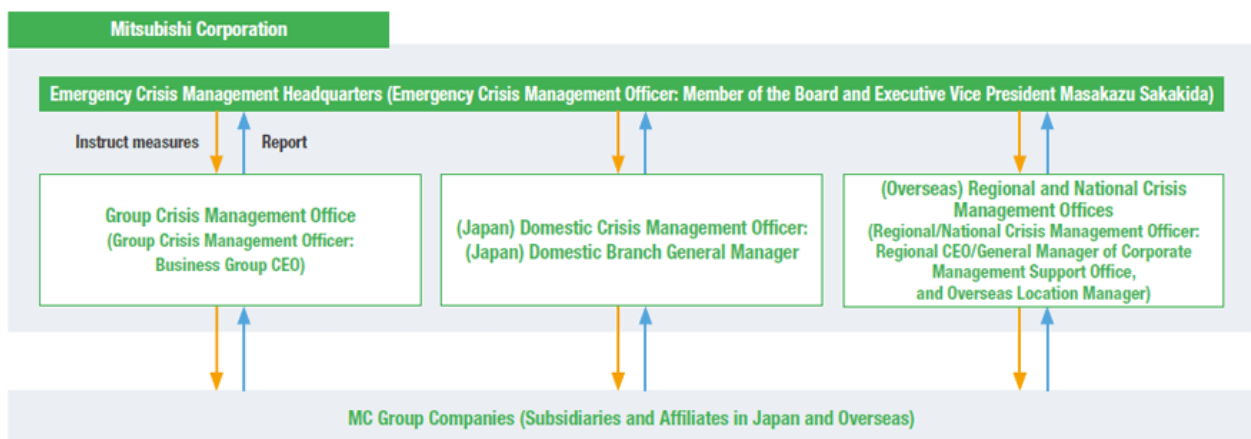 Mitsubishi Corporation
Emergency Crisis Management Headquarters (Emergency Crisis Management Officer: Member of the Board and Executive Vice President Masakazu Sakakida)
Instruct measures
Report
Group Crisis Management Office
(Group Crisis Management Officer:
Business Group CEO)
(Japan) Domestic Crisis Management Officer:
(Japan) Domestic Branch General Manager
(Overseas) Regional and National Crisis
Management Offices
(Regional/National Crisis Management Officer:
Regional CEO/General Manager of Corporate
Management Support Office,
and Overseas Location Manager)
MC Group Companies (Subsidiaries and Affiliates in Japan and Overseas)